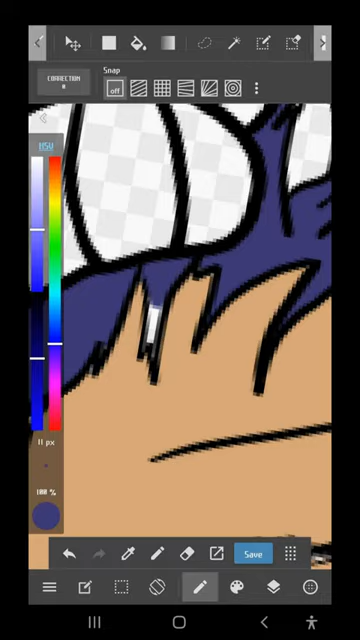 Snap
CORRECTION
off
HSV
11 px
100 %
Save